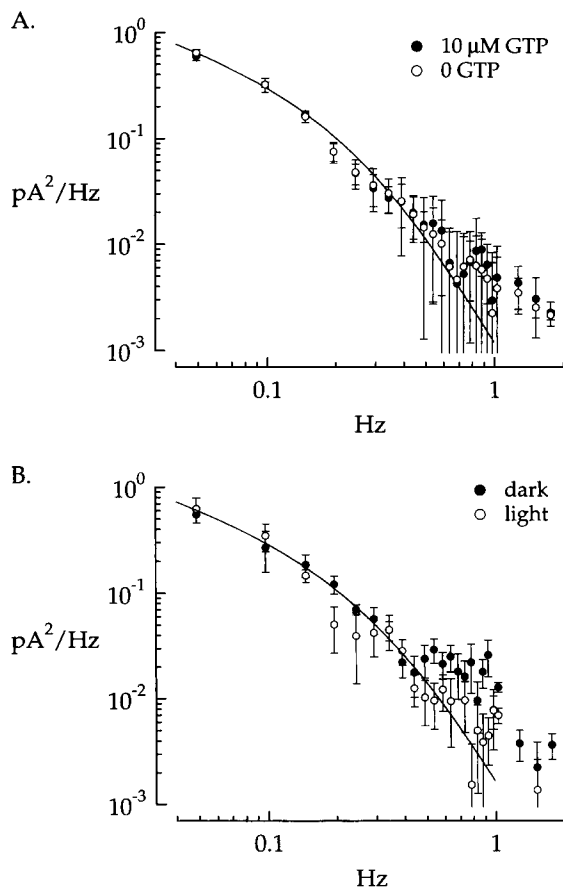 A.
10⁰
10⁻¹
pA²/Hz
10⁻²
10⁻³
● 10 µM GTP
○ 0 GTP
0.1
1
Hz
B.
10⁰
10⁻¹
pA²/Hz
10⁻²
10⁻³
● dark
○ light
0.1
1
Hz